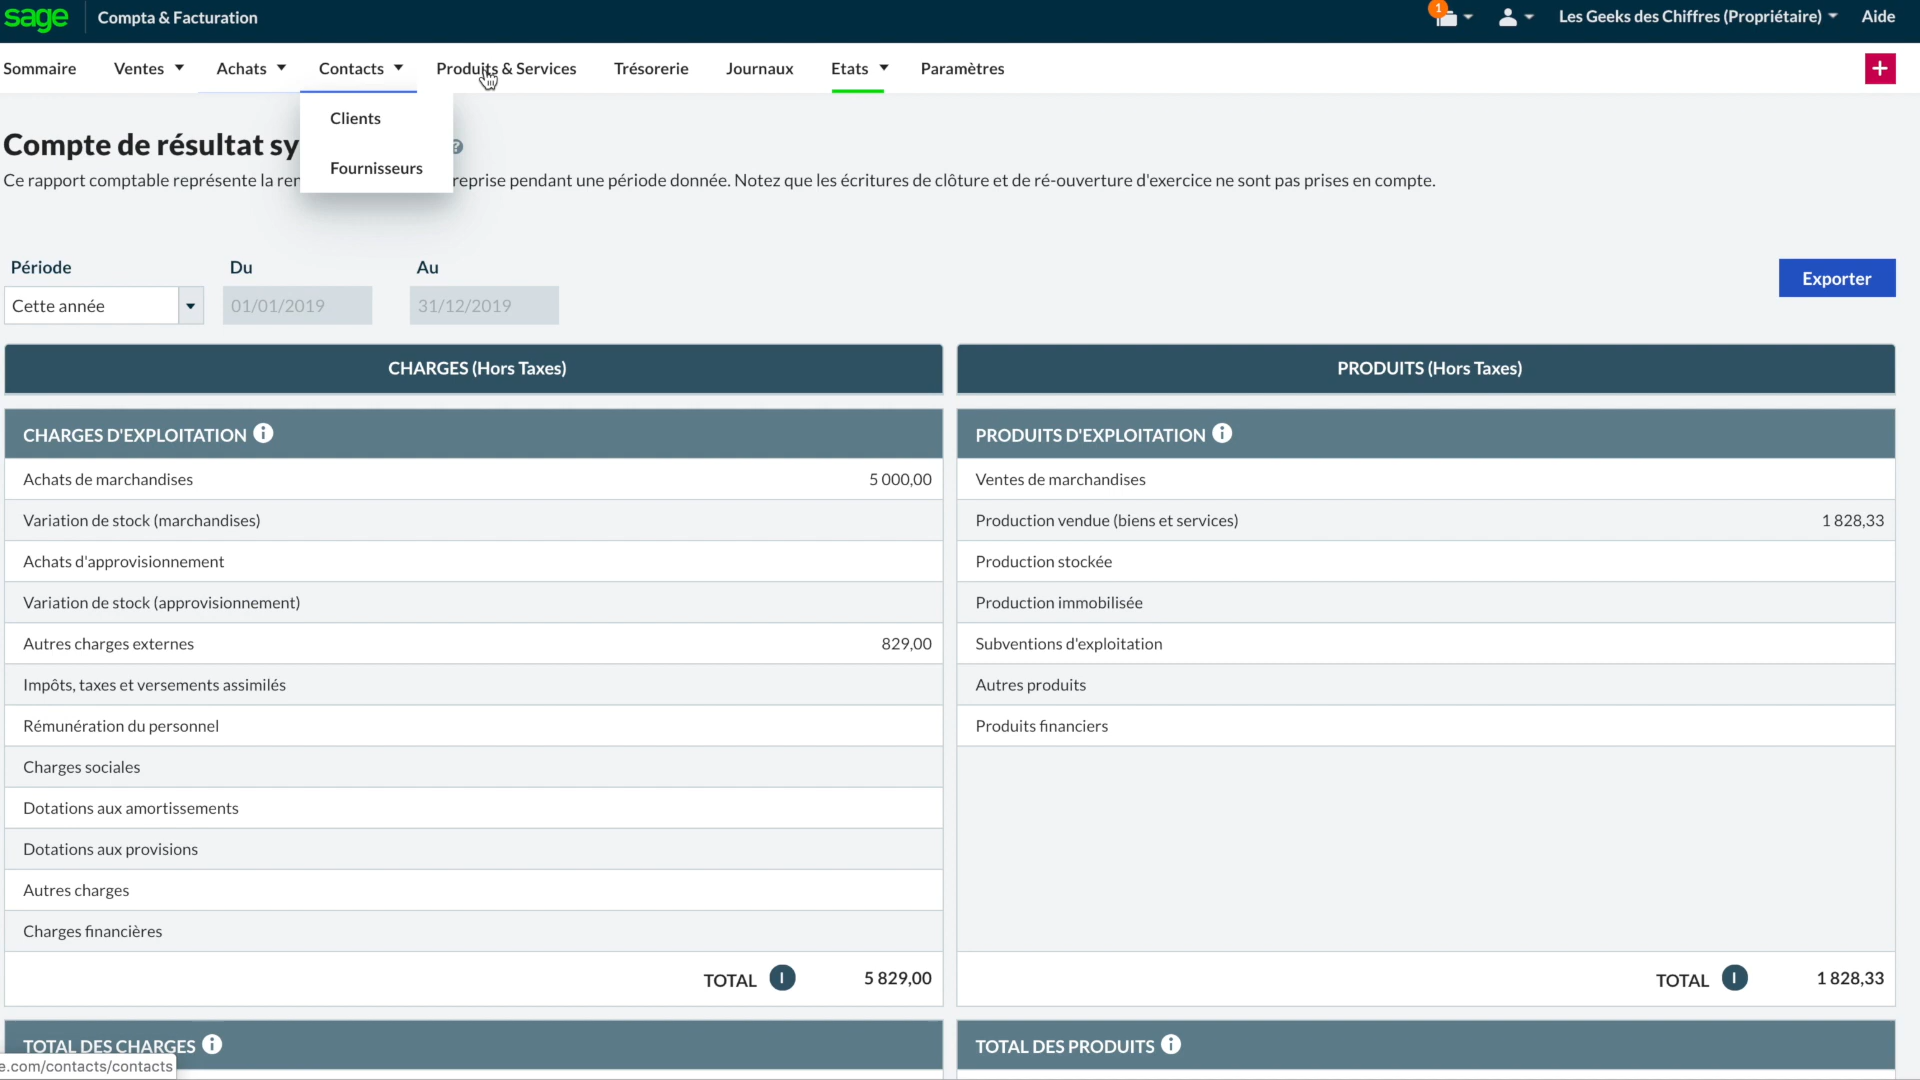 sage Compta & Facturation 1 Les Geeks des Chiffres (Propriétaire) Aide
Sommaire Ventes Achats Contacts Produits & Services Trésorerie Journaux Etats Paramètres +
Clients
Compte de résultat sy ?
Fournisseurs
Ce rapport comptable représente la ren reprise pendant une période donnée. Notez que les écritures de clôture et de ré-ouverture d'exercice ne sont pas prises en compte.
Période Du Au
Cette année 01/01/2019 31/12/2019 Exporter
CHARGES (Hors Taxes) PRODUITS (Hors Taxes)
CHARGES D'EXPLOITATION i PRODUITS D'EXPLOITATION i
Achats de marchandises 5 000,00 Ventes de marchandises
Variation de stock (marchandises) Production vendue (biens et services) 1 828,33
Achats d'approvisionnement Production stockée
Variation de stock (approvisionnement) Production immobilisée
Autres charges externes 829,00 Subventions d'exploitation
Impôts, taxes et versements assimilés Autres produits
Rémunération du personnel Produits financiers
Charges sociales
Dotations aux amortissements
Dotations aux provisions
Autres charges
Charges financières
TOTAL I 5 829,00 TOTAL I 1 828,33
TOTAL DES CHARGES i TOTAL DES PRODUITS i
e.com/contacts/contacts